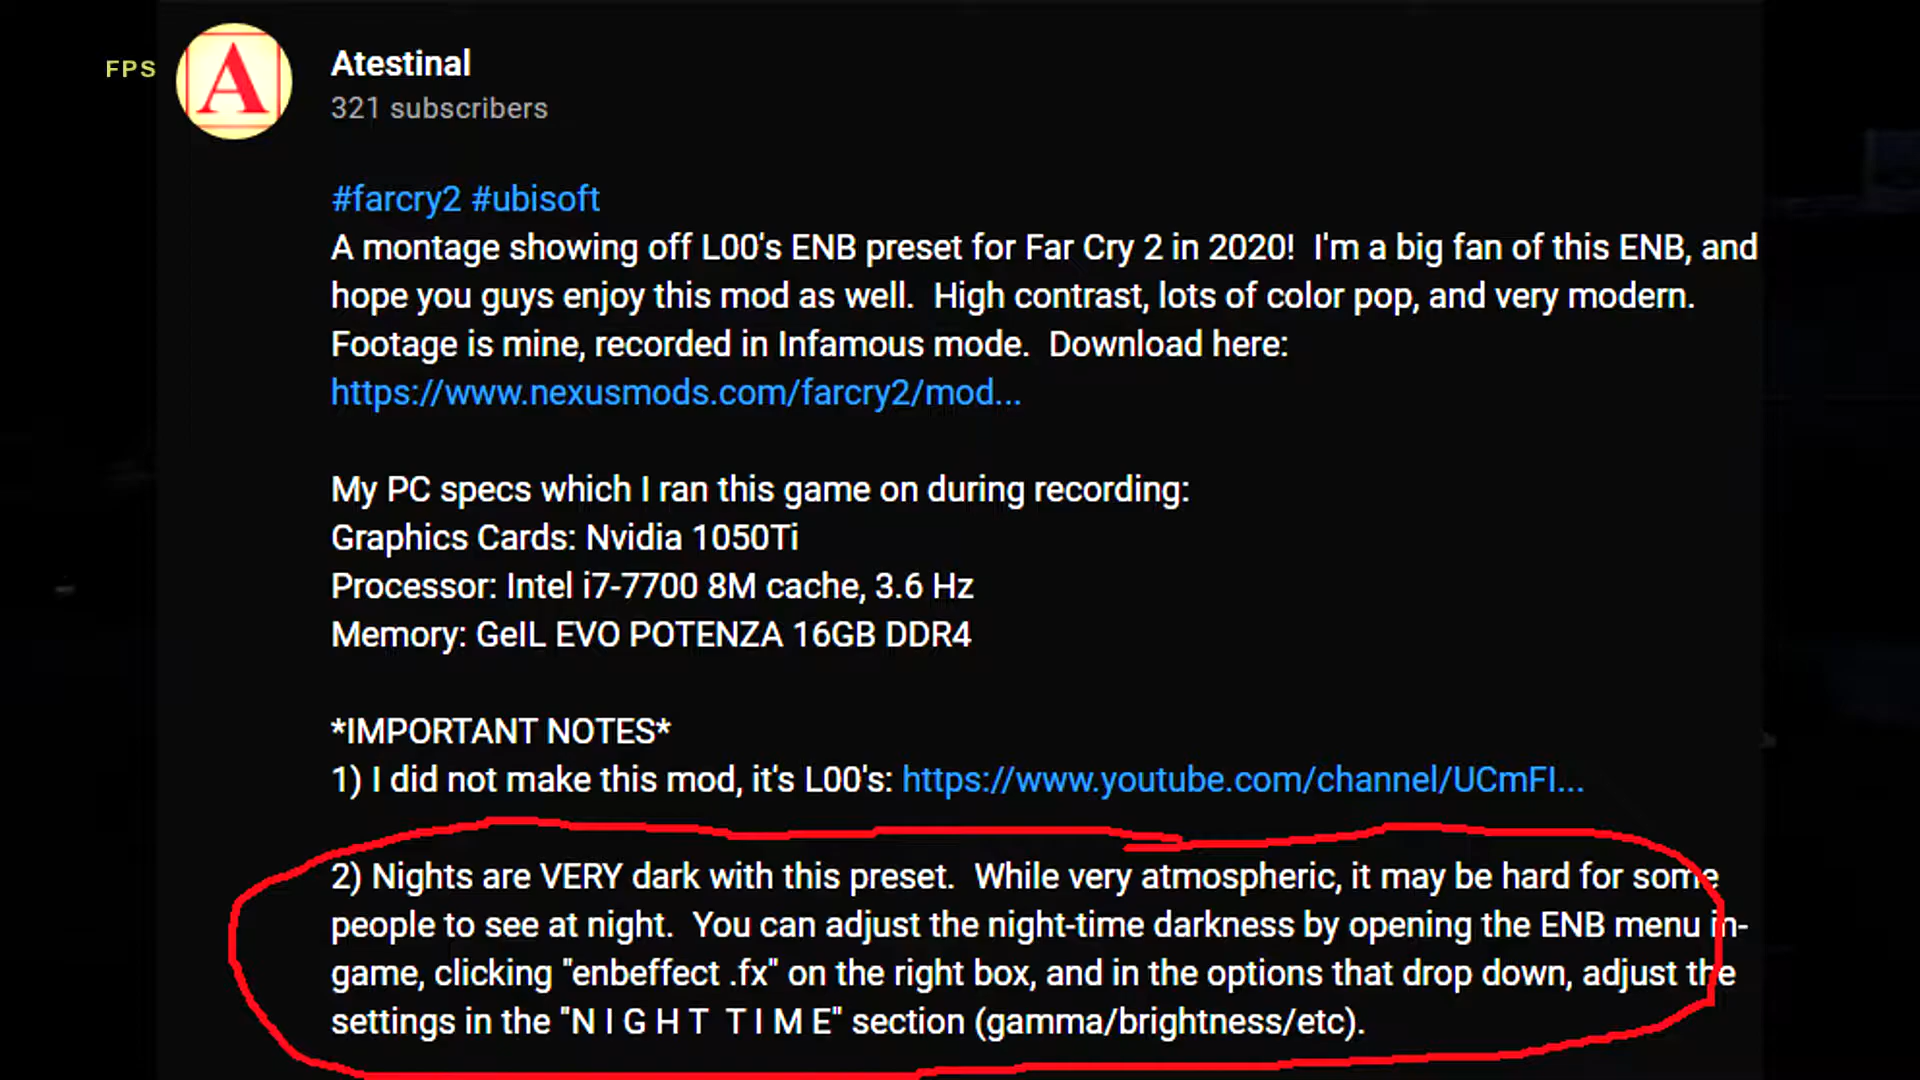 FPS
A
Atestinal
321 subscribers
#farcry2 #ubisoft
A montage showing off L00's ENB preset for Far Cry 2 in 2020!  I'm a big fan of this ENB, and
hope you guys enjoy this mod as well.  High contrast, lots of color pop, and very modern.
Footage is mine, recorded in Infamous mode.  Download here:
https://www.nexusmods.com/farcry2/mod...
My PC specs which I ran this game on during recording:
Graphics Cards: Nvidia 1050Ti
Processor: Intel i7-7700 8M cache, 3.6 Hz
Memory: GeIL EVO POTENZA 16GB DDR4
*IMPORTANT NOTES*
1) I did not make this mod, it's L00's: https://www.youtube.com/channel/UCmFI...
2) Nights are VERY dark with this preset.  While very atmospheric, it may be hard for some
people to see at night.  You can adjust the night-time darkness by opening the ENB menu in-
game, clicking "enbeffect .fx" on the right box, and in the options that drop down, adjust the
settings in the "N I G H T  T I M E" section (gamma/brightness/etc).